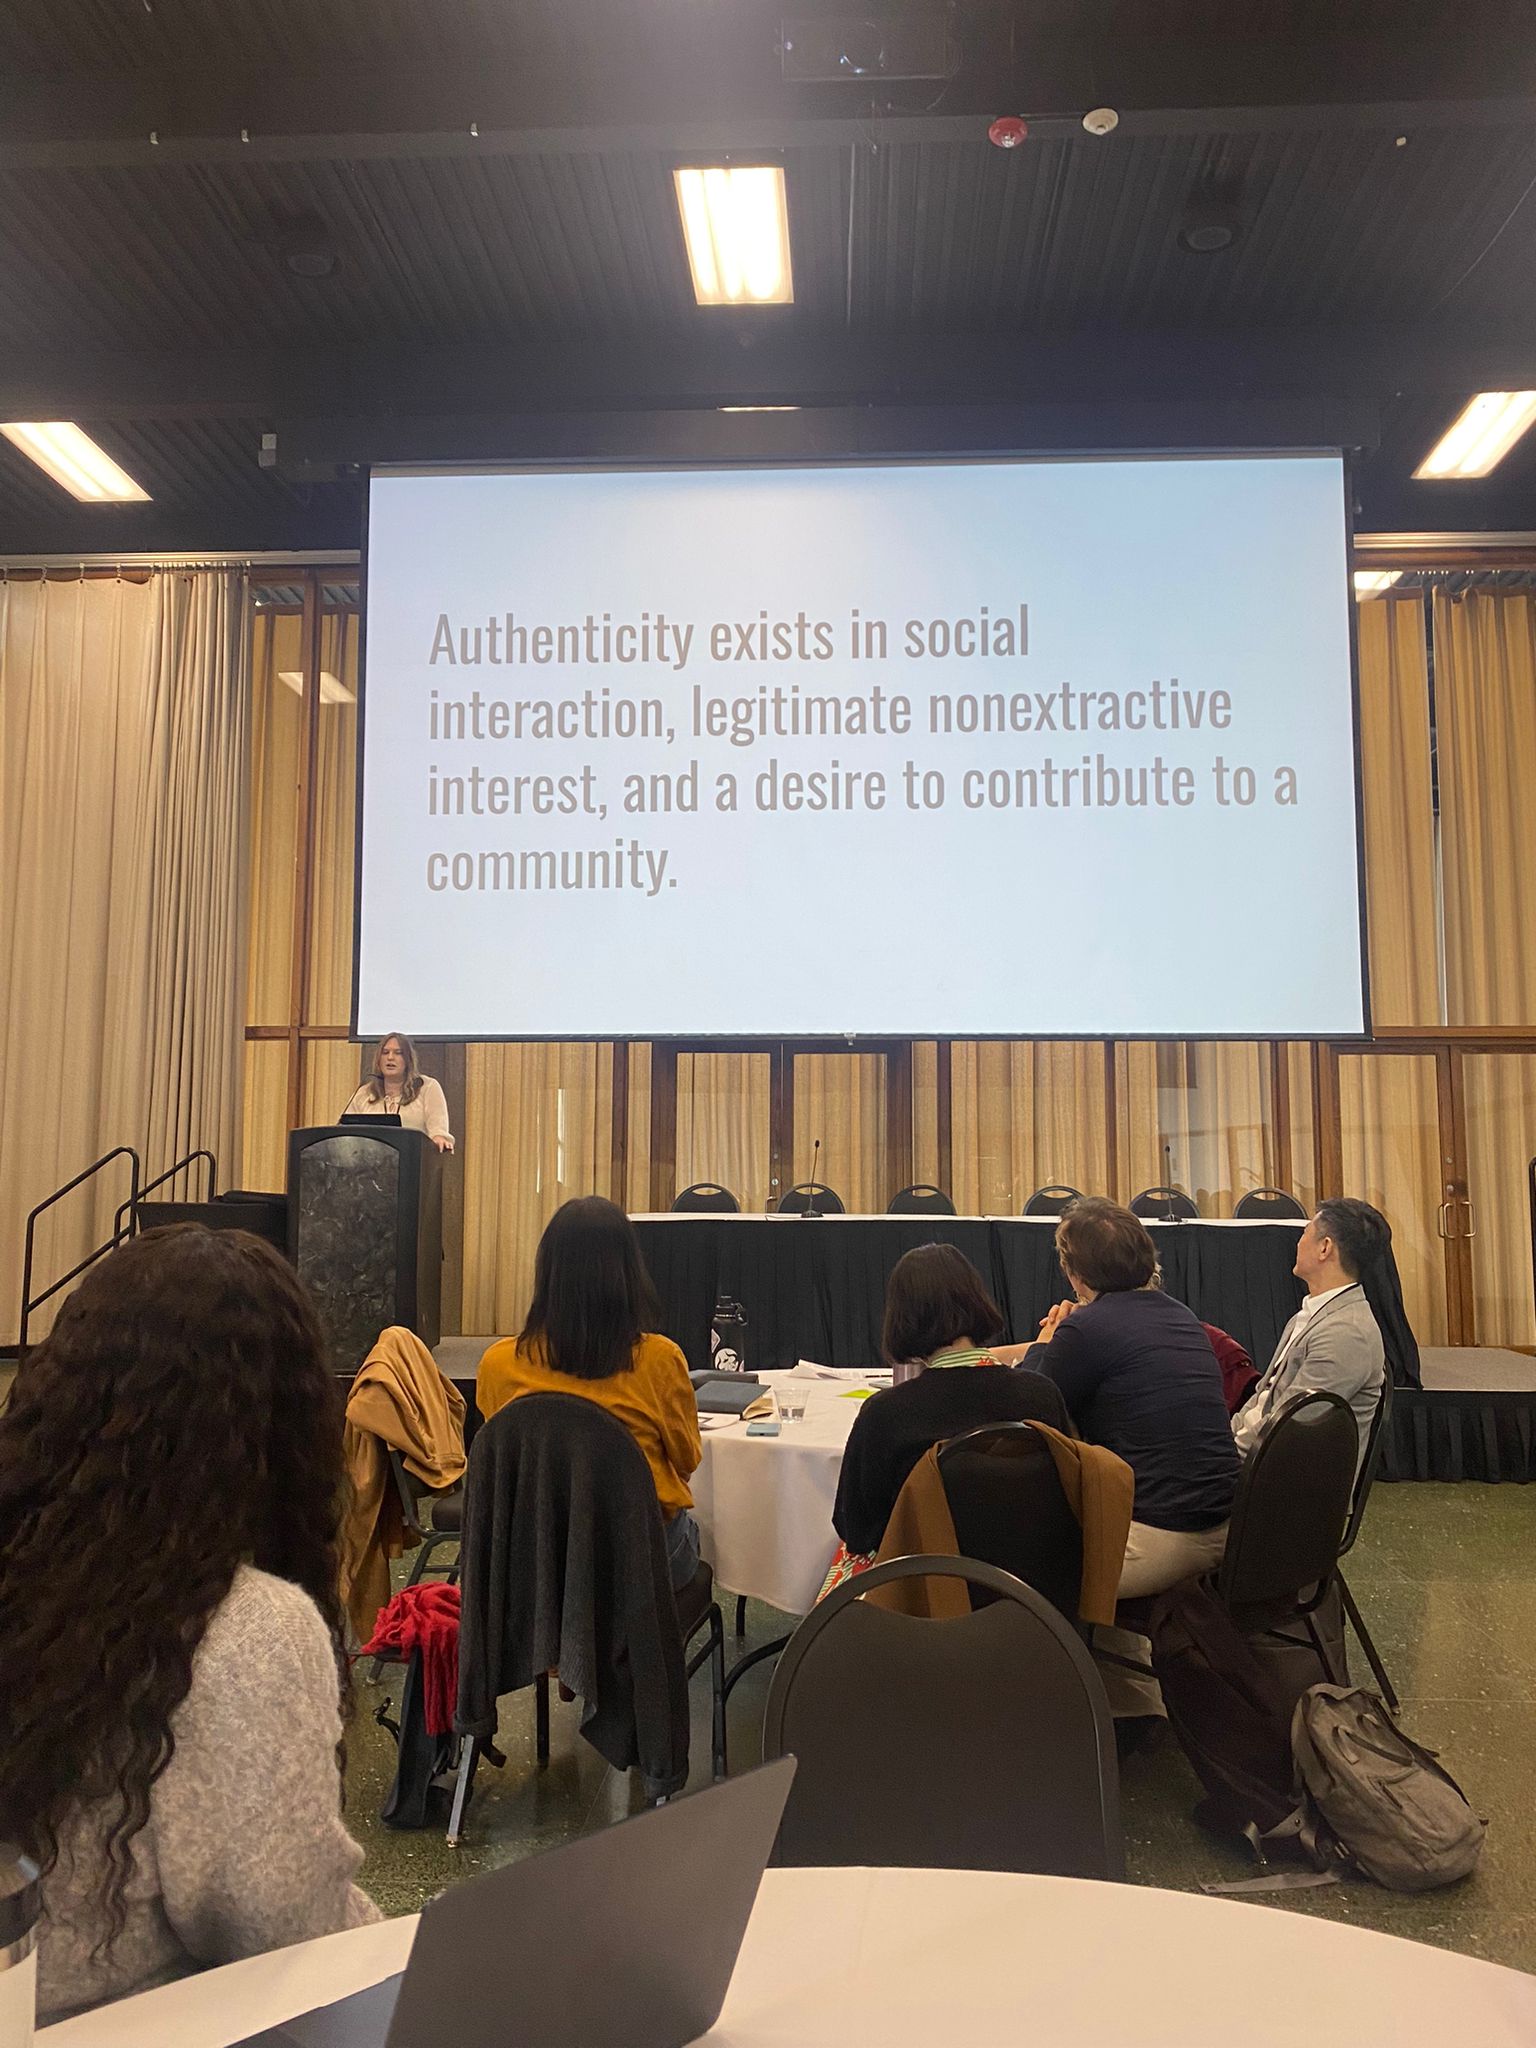 Authenticity exists in social
interaction, legitimate nonextractive
interest, and a desire to contribute to a
community.